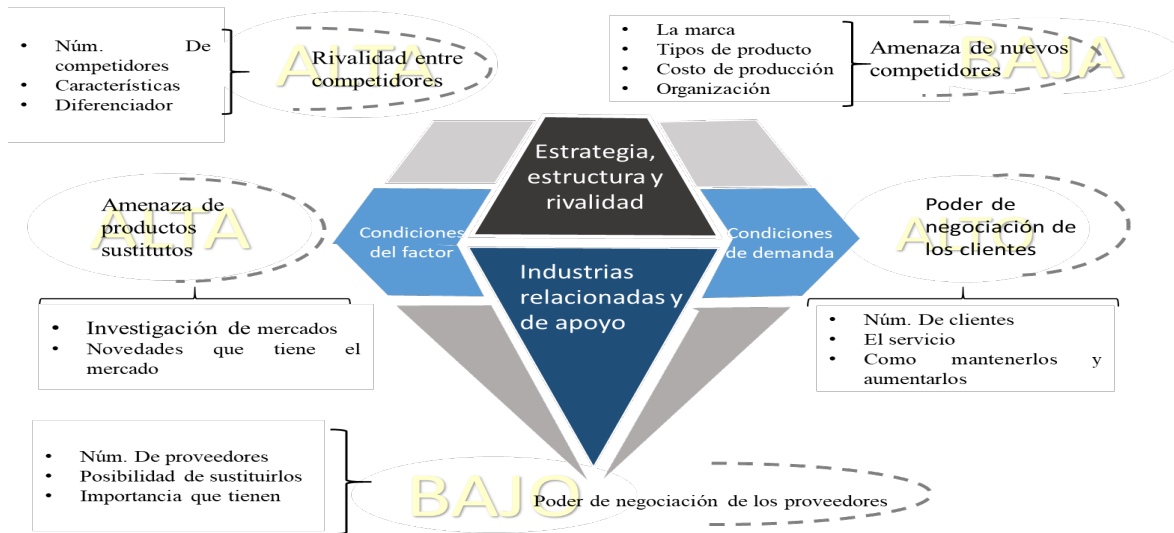 • Núm. De
competidores
• Características
• Diferenciador
ALTA
Rivalidad entre
competidores
• La marca
• Tipos de producto
• Costo de producción
• Organización
BAJA
Amenaza de nuevos
competidores
Estrategia,
estructura y
rivalidad
Condiciones
del factor
Condiciones
de demanda
Industrias
relacionadas y
de apoyo
ALTA
Amenaza de
productos
sustitutos
• Investigación de mercados
• Novedades que tiene el
mercado
ALTO
Poder de
negociación de
los clientes
• Núm. De clientes
• El servicio
• Como mantenerlos y
aumentarlos
• Núm. De proveedores
• Posibilidad de sustituirlos
• Importancia que tienen
BAJO
Poder de negociación de los proveedores